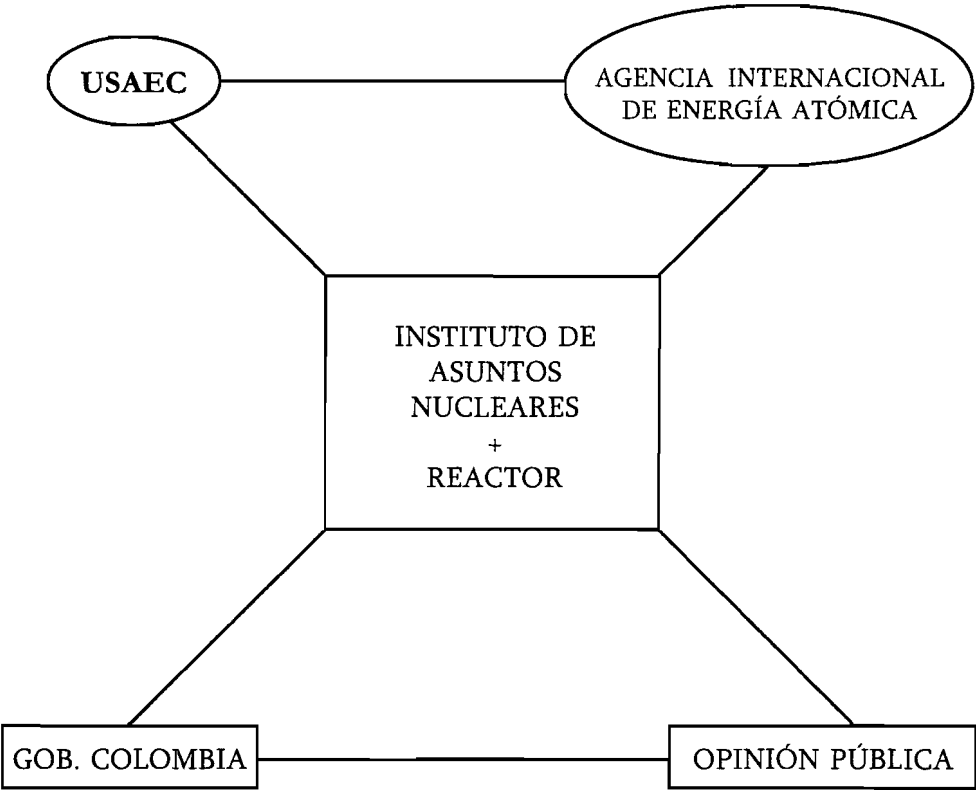 USAEC
AGENCIA INTERNACIONAL
DE ENERGÍA ATÓMICA
INSTITUTO DE
ASUNTOS
NUCLEARES
+
REACTOR
GOB. COLOMBIA
OPINIÓN PÚBLICA